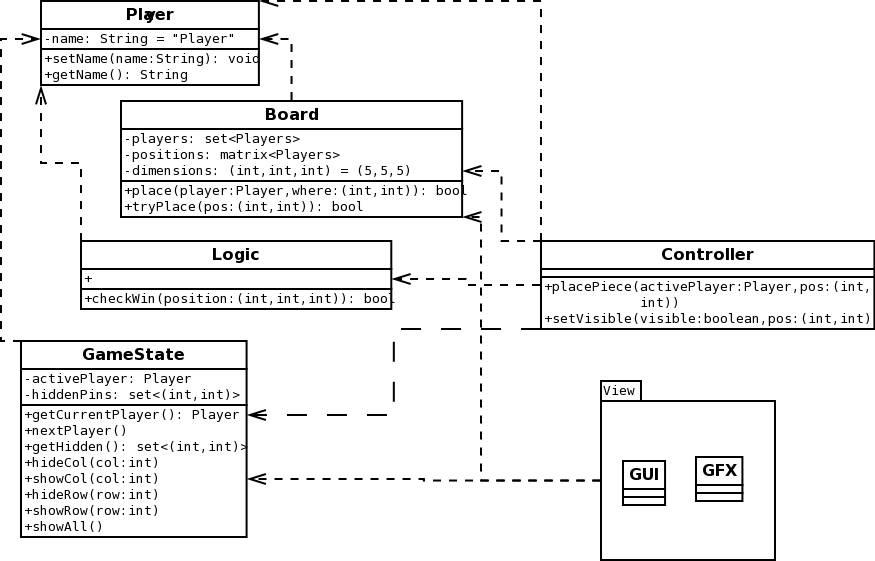 Player
-name: String = "Player"
+setName(name:String): void
+getName(): String
Board
-players: set<Players>
-positions: matrix<Players>
-dimensions: (int,int,int) = (5,5,5)
+place(player:Player,where:(int,int)): bool
+tryPlace(pos:(int,int)): bool
Logic
+
+checkWin(position:(int,int,int)): bool
Controller
+placePiece(activePlayer:Player,pos:(int,
int))
+setVisible(visible:boolean,pos:(int,int)
GameState
-activePlayer: Player
-hiddenPins: set<(int,int)>
+getCurrentPlayer(): Player
+nextPlayer()
+getHidden(): set<(int,int)>
+hideCol(col:int)
+showCol(col:int)
+hideRow(row:int)
+showRow(row:int)
+showAll()
View
GUI
GFX